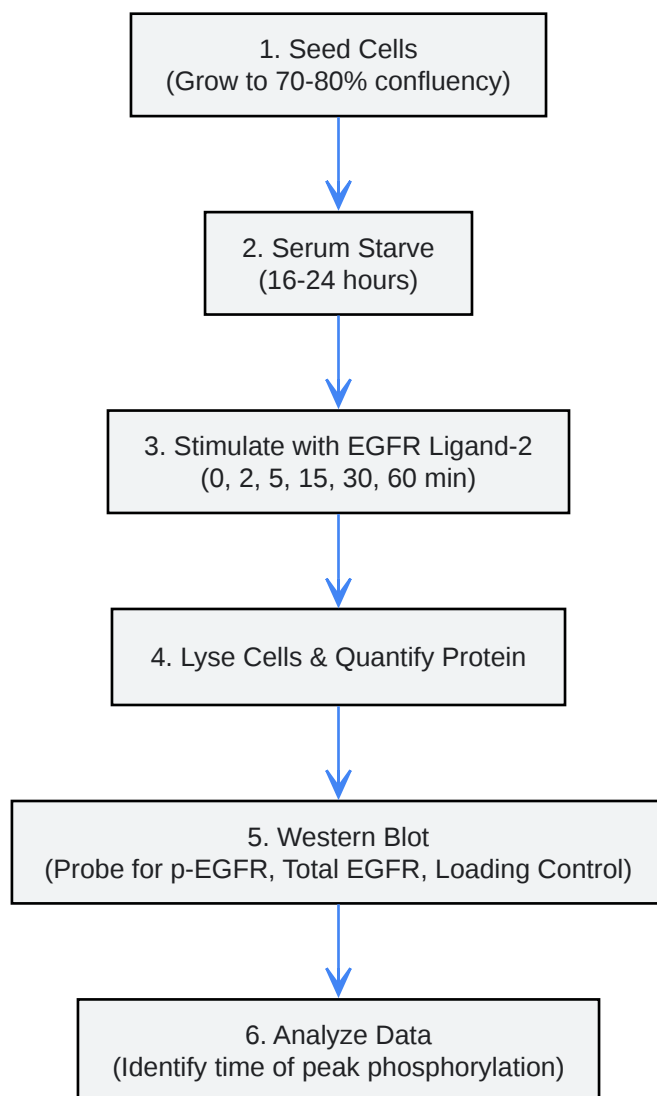 1. Seed Cells
(Grow to 70-80% confluency)
2. Serum Starve
(16-24 hours)
3. Stimulate with EGFR Ligand-2
(0, 2, 5, 15, 30, 60 min)
4. Lyse Cells & Quantify Protein
5. Western Blot
(Probe for p-EGFR, Total EGFR, Loading Control)
6. Analyze Data
(Identify time of peak phosphorylation)